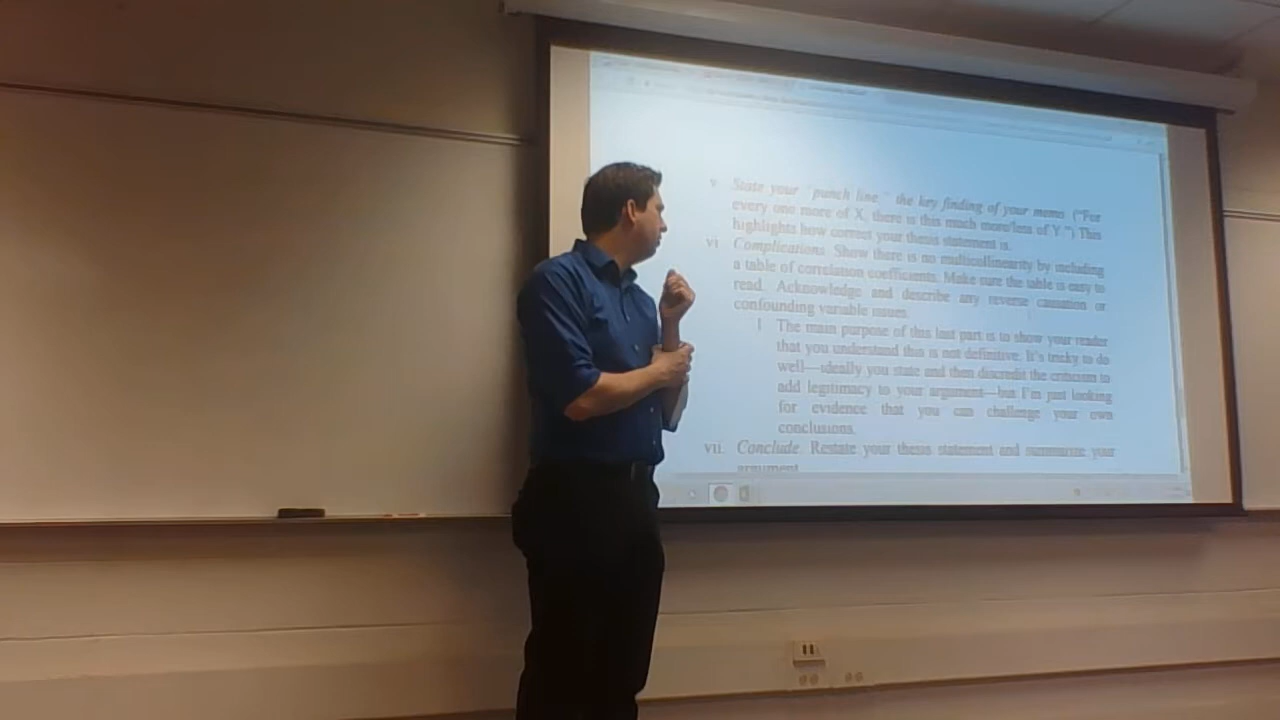 v. State your "punch line" the key finding of your memo. ("For
every one more of X, there is this much more/less of Y.") This
highlights how correct your thesis statement is.
vi. Complications. Show there is no multicollinearity by including
a table of correlation coefficients. Make sure the table is easy to
read. Acknowledge and describe any reverse causation or
confounding variable issues.
1. The main purpose of this last part is to show your reader
that you understand this is not definitive. It's tricky to do
well—ideally you state and then discredit the criticism to
add legitimacy to your argument—but I'm just looking
for evidence that you can challenge your own
conclusions.
vii. Conclude. Restate your thesis statement and summarize your
argument.